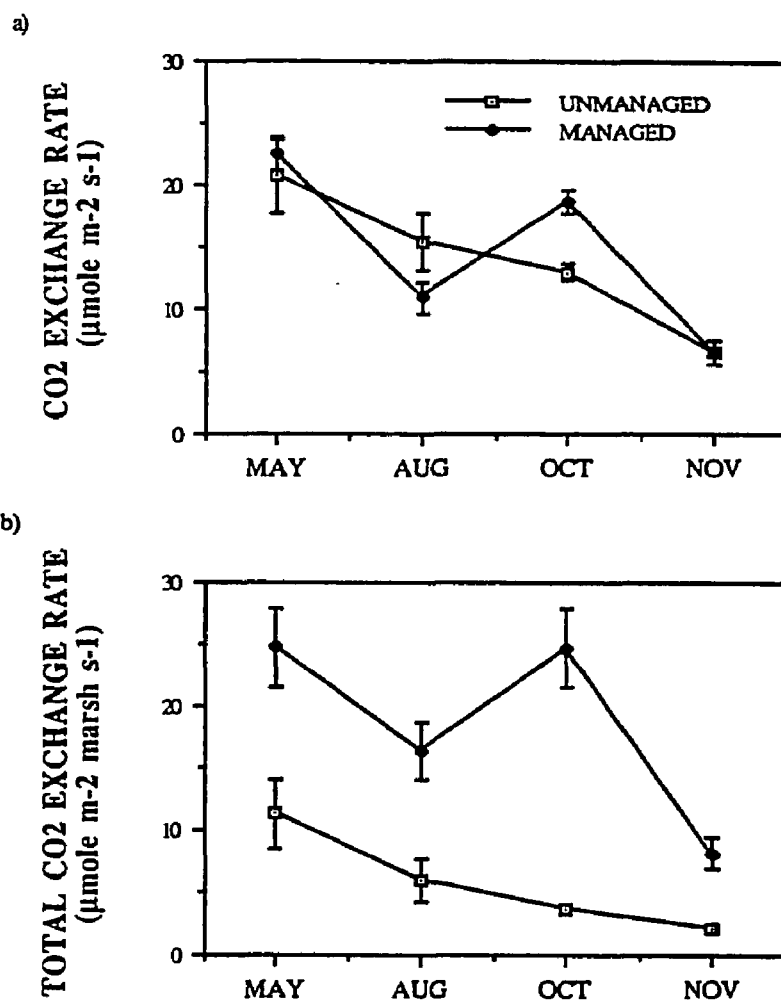 a)
CO2 EXCHANGE RATE
(µmole m-2 s-1)
30
20
10
0
UNMANAGED
MANAGED
MAY AUG OCT NOV
b)
TOTAL CO2 EXCHANGE RATE
(µmole m-2 marsh s-1)
30
20
10
0
MAY AUG OCT NOV